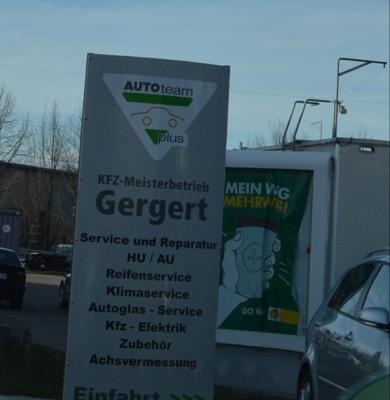 AUTOteam
plus
KFZ-Meisterbetrieb
Gergert
Service und Reparatur
HU / AU
Reifenservice
Klimaservice
Autoglas - Service
Kfz - Elektrik
Zubehör
Achsvermessung
Einfahrt >>>
MEIN WEG
MEHRWEG!